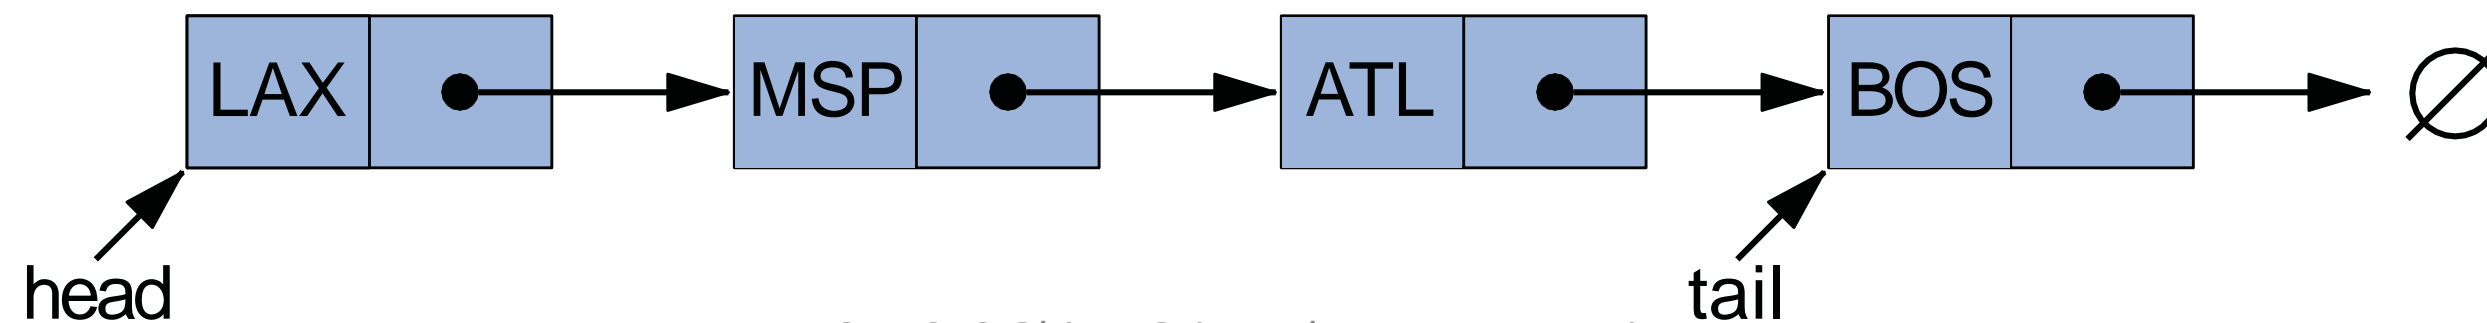 LAX MSP ATL BOS ∅
head tail